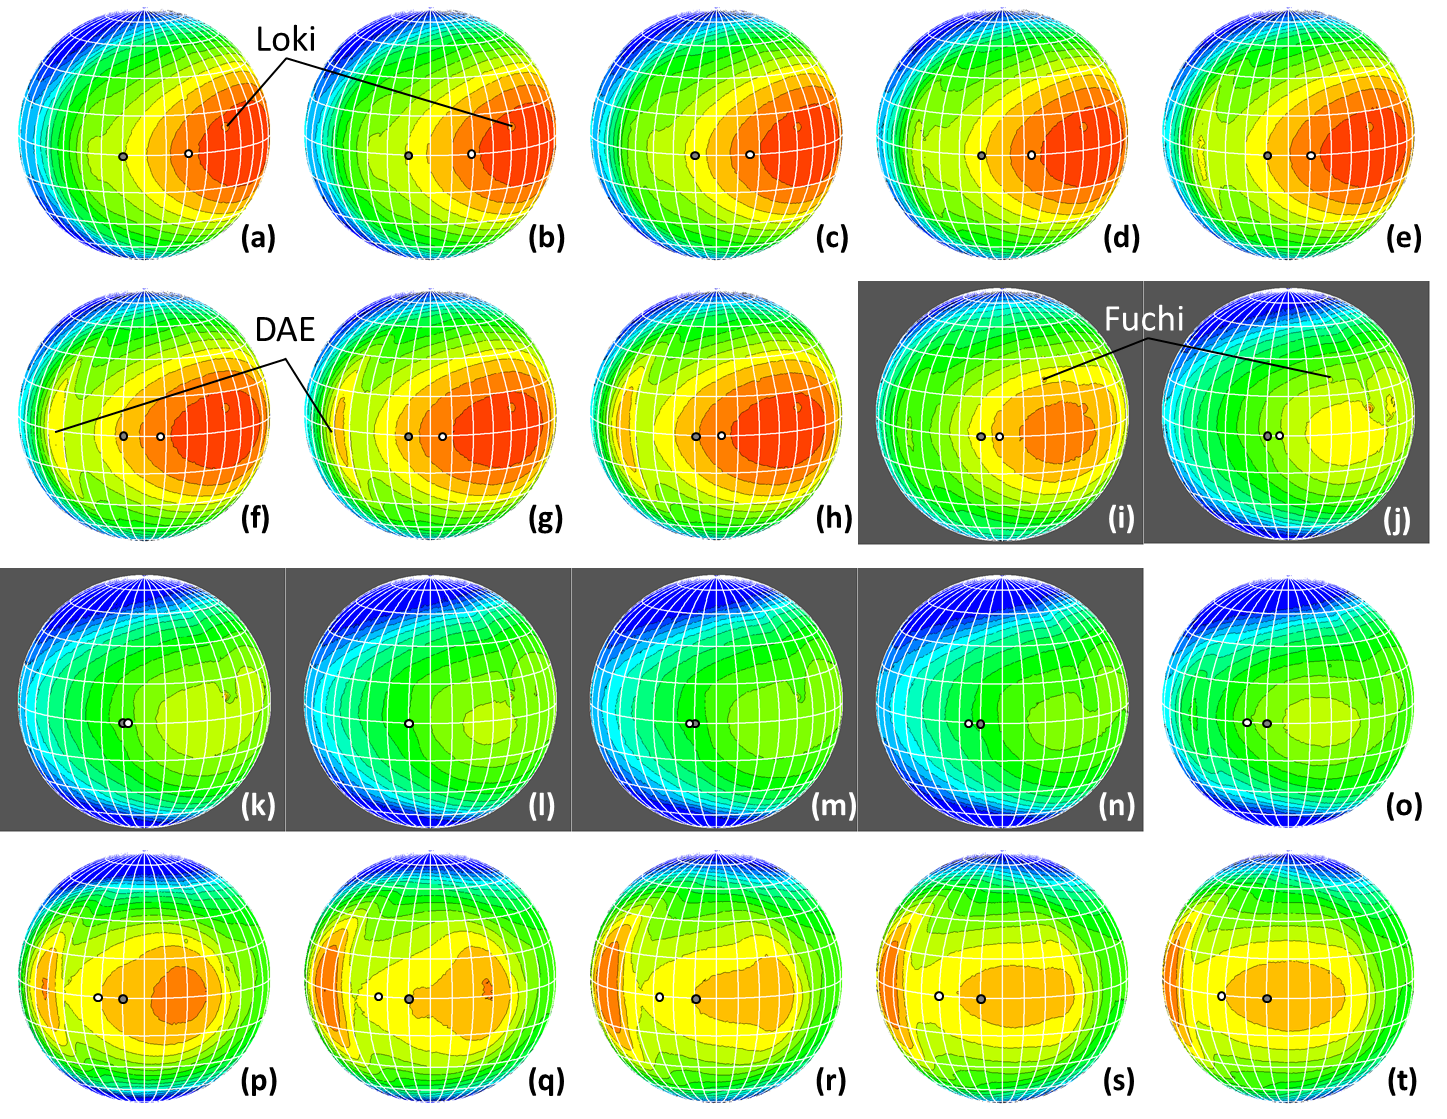 Loki
(a)
(b)
(c)
(d)
(e)
DAE
Fuchi
(f)
(g)
(h)
(i)
(j)
(k)
(l)
(m)
(n)
(o)
(p)
(q)
(r)
(s)
(t)